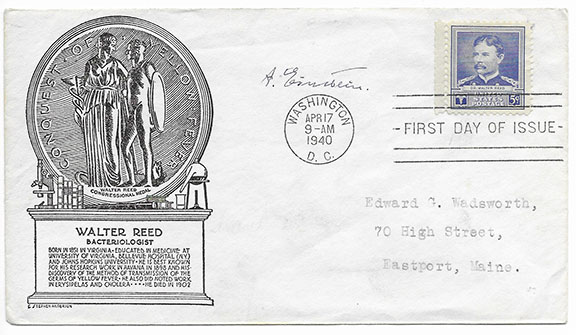 CONQUEST OF YELLOW FEVER
WALTER REED
CONGRESSIONAL MEDAL
WALTER REED
BACTERIOLOGIST
BORN IN 1851 IN VIRGINIA · EDUCATED IN MEDICINE AT
UNIVERSITY OF VIRGINIA, BELLEVUE HOSPITAL (N.Y.)
AND JOHNS HOPKINS UNIVERSITY · HE IS BEST KNOWN
FOR HIS RESEARCH WORK IN HAVANA IN 1898 AND HIS
DISCOVERY OF THE METHOD OF TRANSMISSION OF THE
GERMS OF YELLOW FEVER · HE ALSO DID NOTED WORK
IN ERYSIPELAS AND CHOLERA · · · · HE DIED IN 1902
A. Einstein.
WASHINGTON
APR 17
9-AM
1940
D. C.
DR. WALTER REED
UNITED STATES
POSTAGE
5¢
- FIRST DAY OF ISSUE -
Edward G. Wadsworth,
70 High Street,
Eastport, Maine.